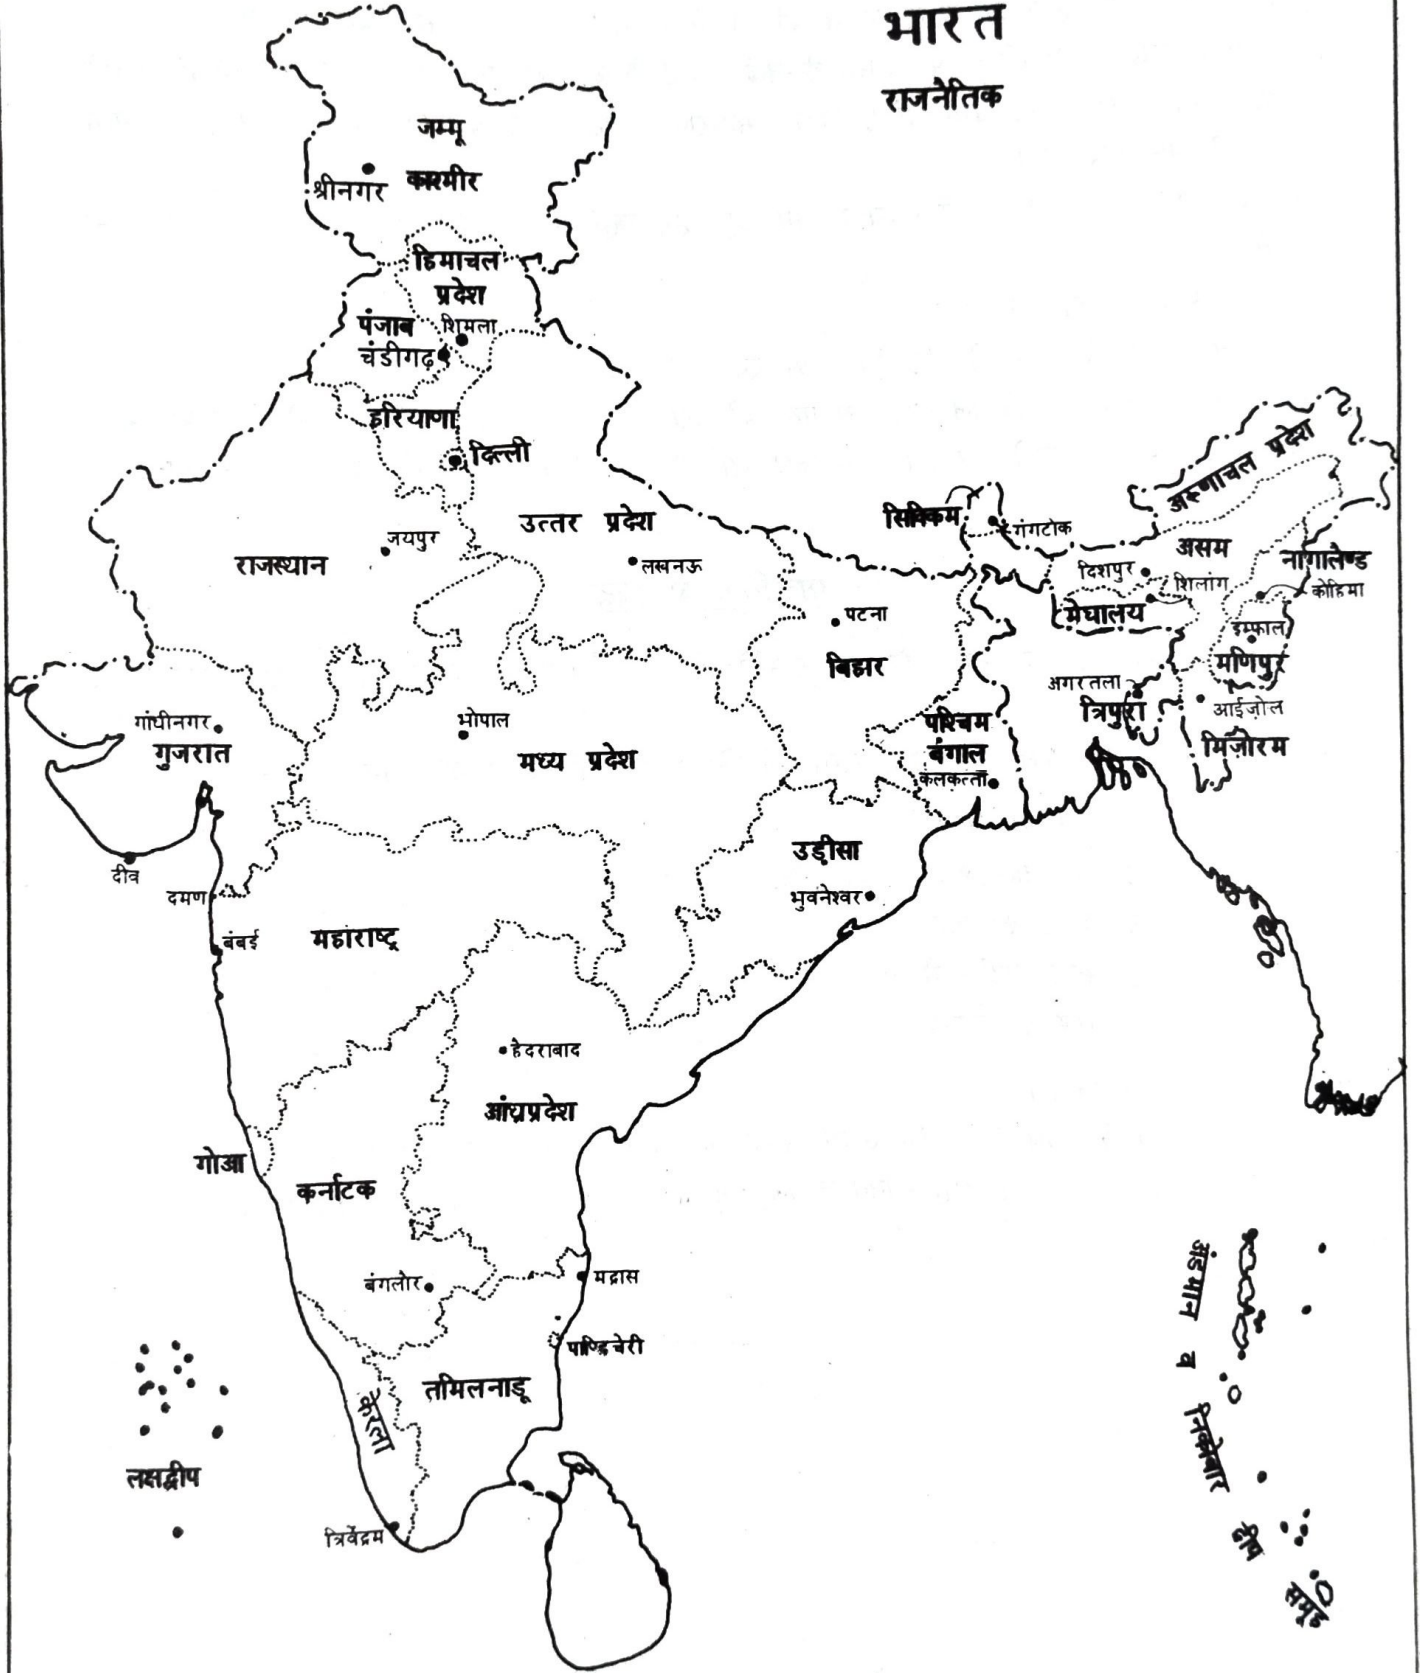 भारत
राजनैतिक
जम्मू
काश्मीर
श्रीनगर
हिमाचल
प्रदेश
पंजाब
शिमला
चंडीगढ़
हरियाणा
दिल्ली
अरूणाचल प्रदेश
सिक्किम
गंगटोक
उत्तर प्रदेश
जयपुर
राजस्थान
लखनऊ
असम
नागालैण्ड
दिशपुर
शिलांग
कोहिमा
मेघालय
पटना
इम्फाल
बिहार
मणिपुर
अगरतला
त्रिपुरा
आईज़ोल
मिज़ोरम
गांधीनगर
गुजरात
भोपाल
मध्य प्रदेश
पश्चिम
बंगाल
कलकत्ता
उड़ीसा
दीव
दमण
भुवनेश्वर
बंबई
महाराष्ट्र
हैदराबाद
आंध्रप्रदेश
गोआ
कर्नाटक
बंगलोर
मद्रास
पाण्डिचेरी
तमिलनाडू
केरला
लक्षद्वीप
त्रिवेंद्रम
अंडमान व निकोबार द्वीप समूह